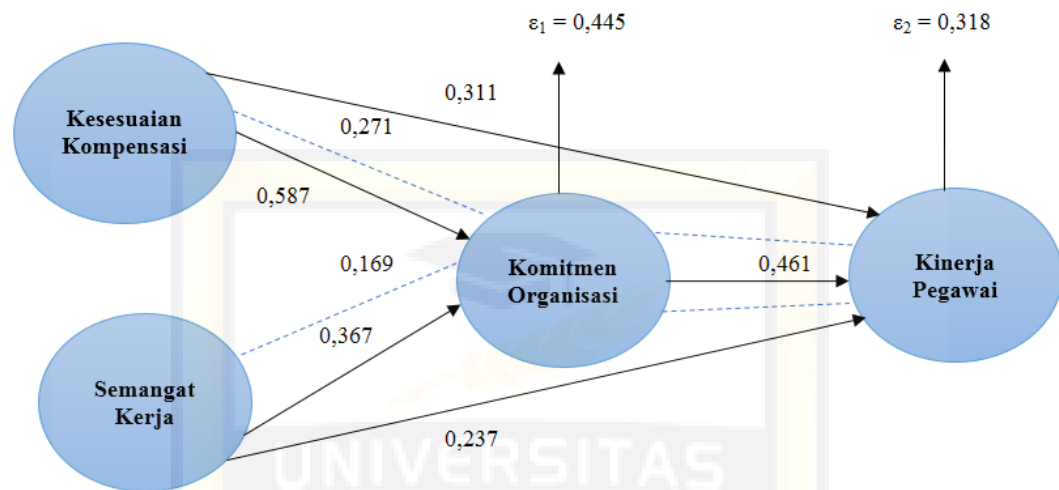 ε₁ = 0,445
ε₂ = 0,318
Kesesuaian
Kompensasi
0,311
0,271
0,587
Komitmen
Organisasi
0,461
Kinerja
Pegawai
0,169
0,367
Semangat
Kerja
0,237
UNIVERSITAS